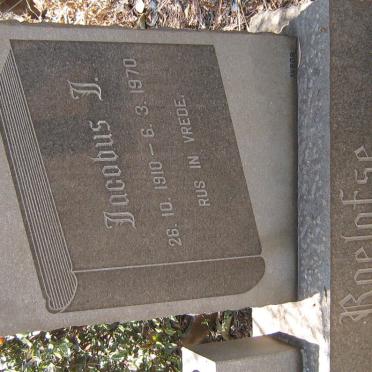 Jacobus J.
26. 10. 1910 – 6. 3. 1970.
RUS IN VREDE.
Roelofse